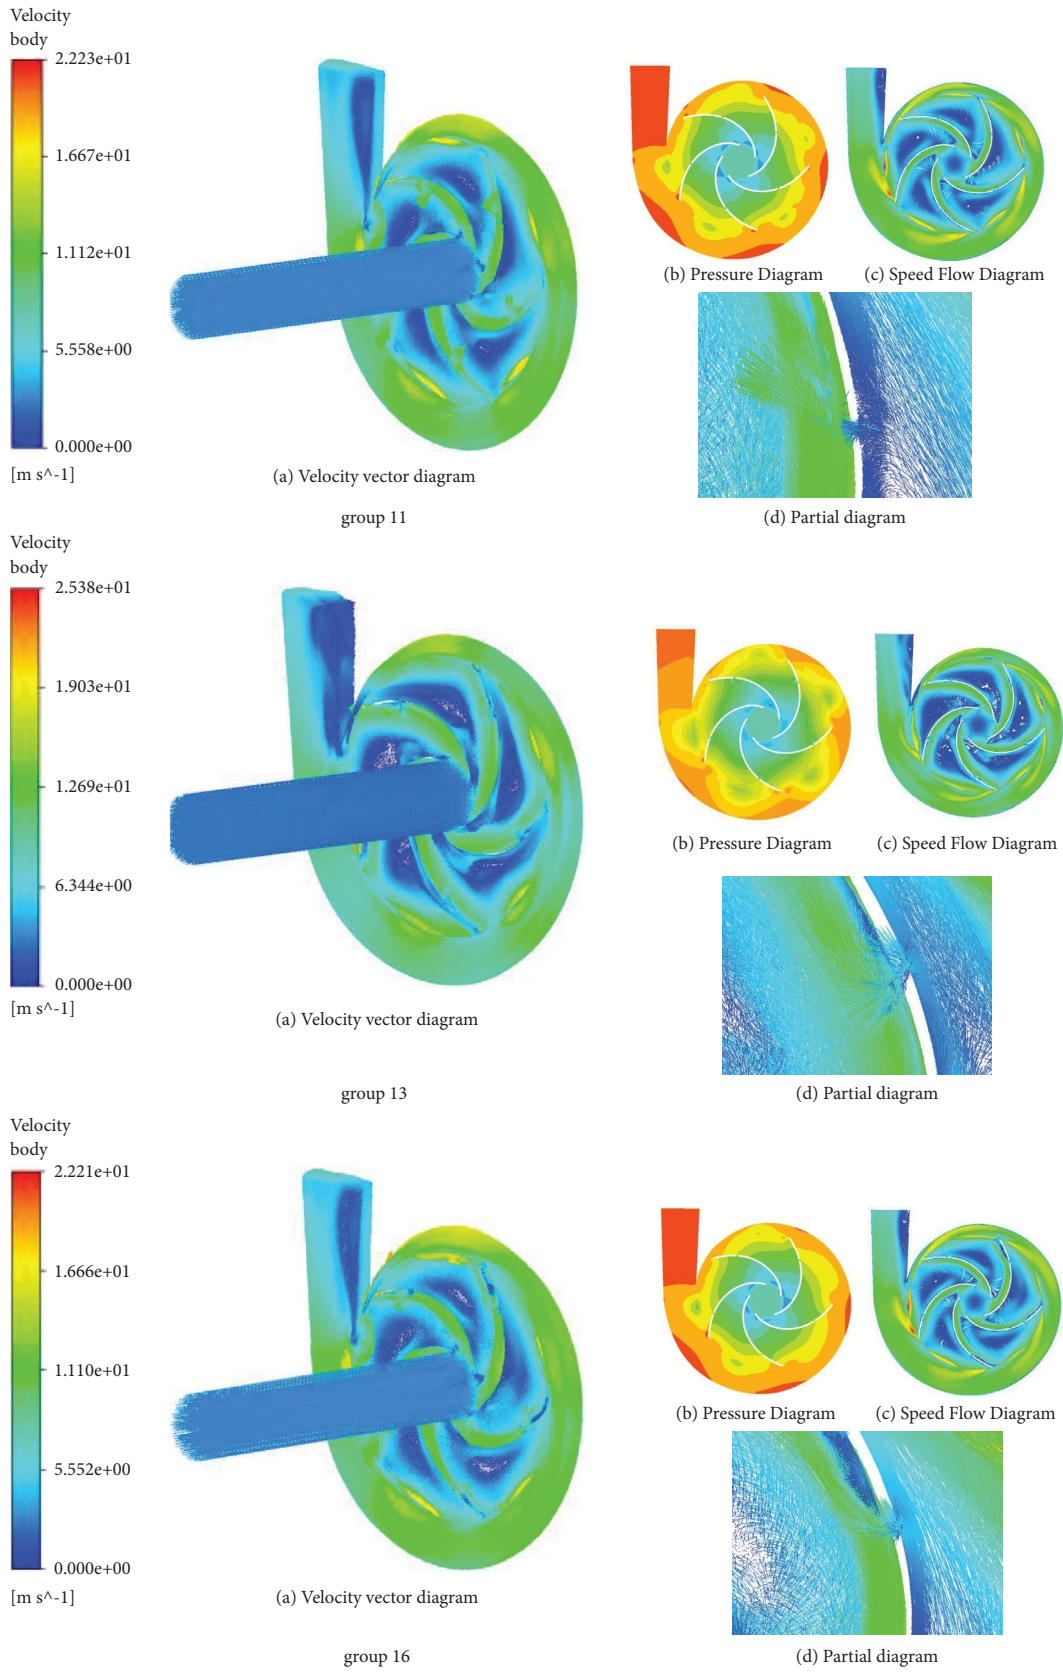 Velocity
body
2.223e+01
1.667e+01
1.112e+01
5.558e+00
0.000e+00
[m s^-1]
(a) Velocity vector diagram
(b) Pressure Diagram
(c) Speed Flow Diagram
(d) Partial diagram
group 11
Velocity
body
2.538e+01
1.903e+01
1.269e+01
6.344e+00
0.000e+00
[m s^-1]
(a) Velocity vector diagram
(b) Pressure Diagram
(c) Speed Flow Diagram
(d) Partial diagram
group 13
Velocity
body
2.221e+01
1.666e+01
1.110e+01
5.552e+00
0.000e+00
[m s^-1]
(a) Velocity vector diagram
(b) Pressure Diagram
(c) Speed Flow Diagram
(d) Partial diagram
group 16